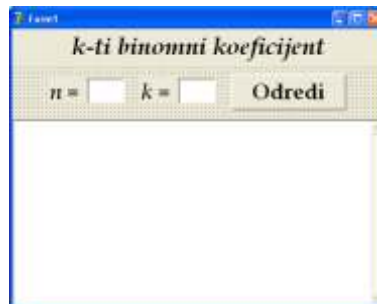 k-ti binomni koeficijent
n = k = Odredi